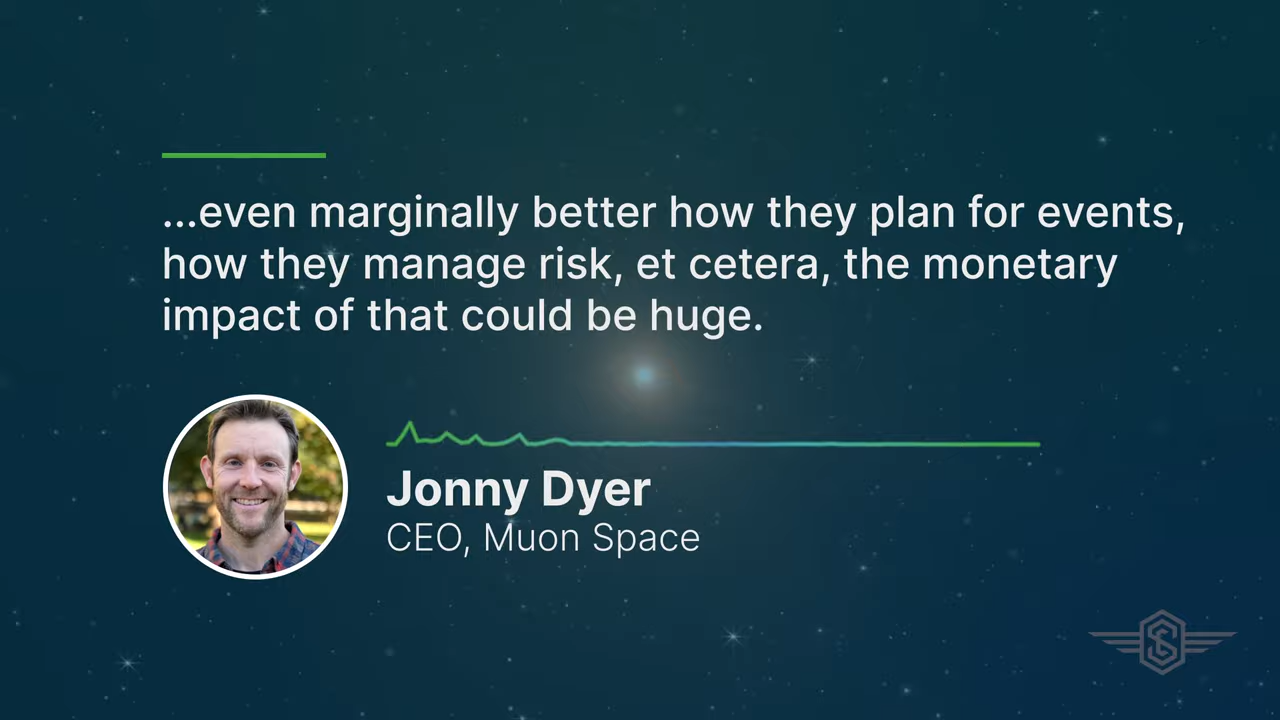 ...even marginally better how they plan for events,
how they manage risk, et cetera, the monetary
impact of that could be huge.
Jonny Dyer
CEO, Muon Space